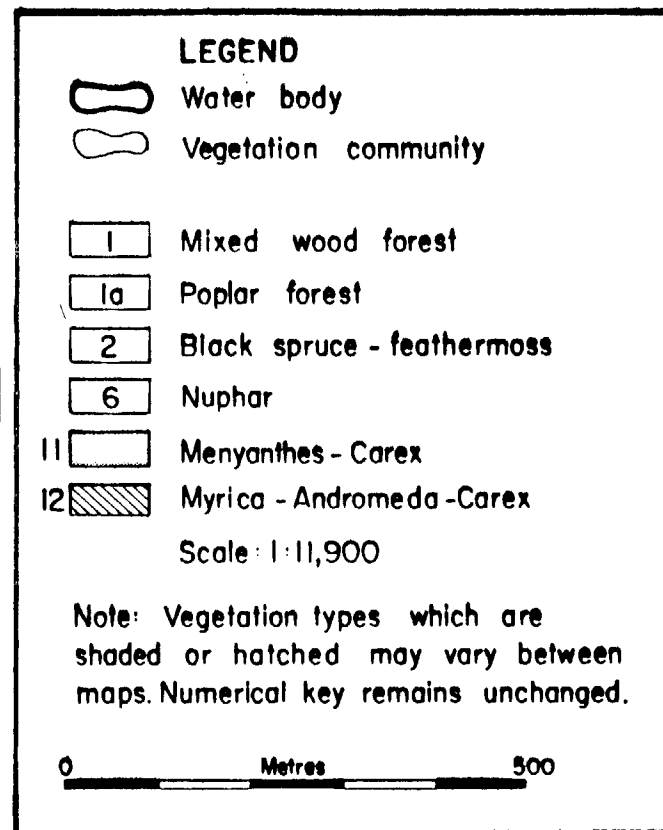 LEGEND
Water body
Vegetation community
1 Mixed wood forest
1a Poplar forest
2 Black spruce - feathermoss
6 Nuphar
11 Menyanthes - Carex
12 Myrica - Andromeda - Carex
Scale: 1:11,900
Note: Vegetation types which are
shaded or hatched may vary between
maps. Numerical key remains unchanged.
0 Metres 500